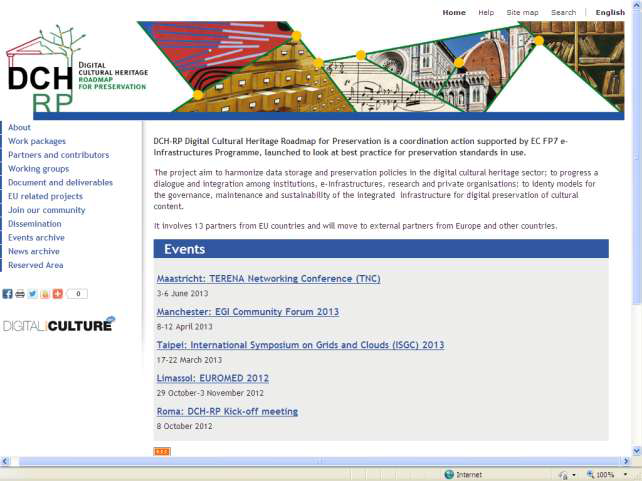 Home Help Site map Search | English
DCH
RP
DIGITAL
CULTURAL HERITAGE
ROADMAP
FOR PRESERVATION
About
Work packages
Partners and contributors
Working groups
Document and deliverables
EU related projects
Join our community
Dissemination
Events archive
News archive
Reserved Area
0
DIGITALMECULTURE
DCH-RP Digital Cultural Heritage Roadmap for Preservation is a coordination action supported by EC FP7 e-
Infrastructures Programme, launched to look at best practice for preservation standards in use.
The project aim to harmonize data storage and preservation policies in the digital cultural heritage sector; to progress a
dialogue and integration among institutions, e-infrastructures, research and private organisations; to identy models for
the governance, maintenance and sustainability of the integrated infrastructure for digital preservation of cultural
content.
It involves 13 partners from EU countries and will move to external partners from Europe and other countries.
Events
Maastricht: TERENA Networking Conference (TNC)
3-6 June 2013
Manchester: EGI Community Forum 2013
8-12 April 2013
Taipei: International Symposium on Grids and Clouds (ISGC) 2013
17-22 March 2013
Limassol: EUROMED 2012
29 October-3 November 2012
Roma: DCH-RP Kick-off meeting
8 October 2012
RSS
Internet
100%